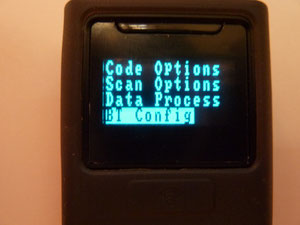 Code Options
Scan Options
Data Process
BT Config